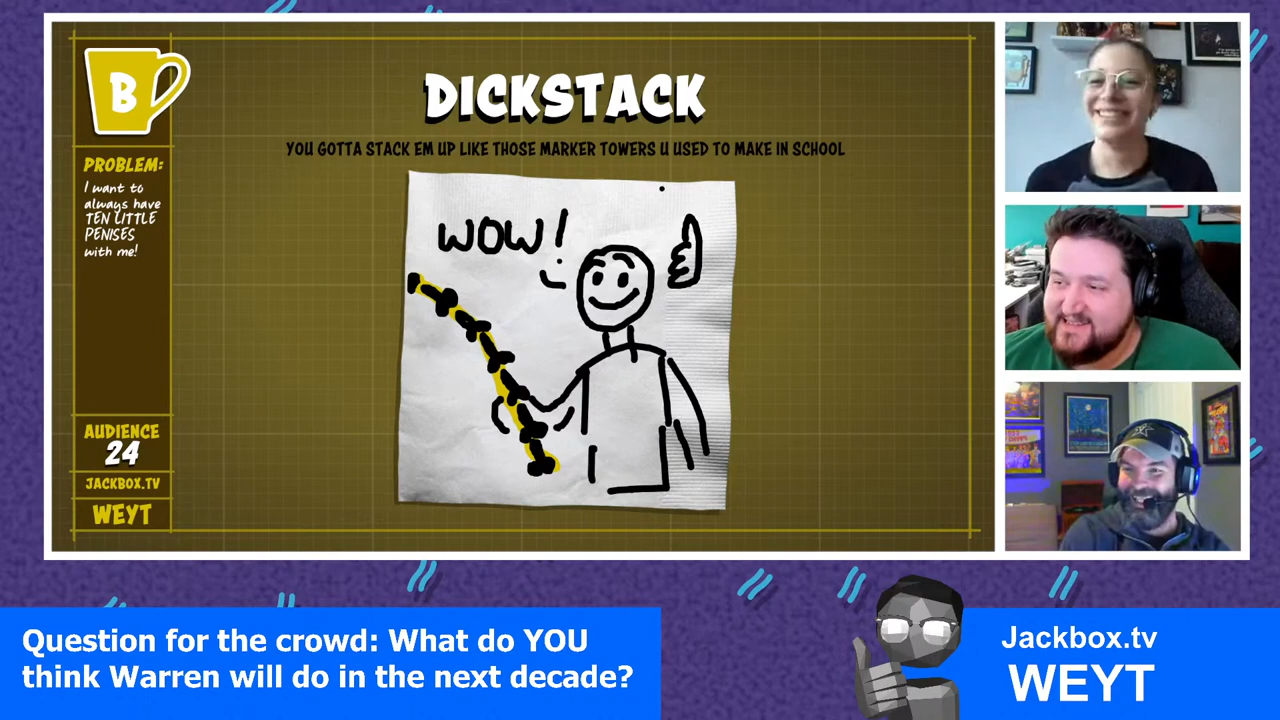 B
DICKSTACK
YOU GOTTA STACK EM UP LIKE THOSE MARKER TOWERS U USED TO MAKE IN SCHOOL
PROBLEM:
I want to
always have
TEN LITTLE
PENISES
with me!
WOW!
AUDIENCE
24
JACKBOX.TV
WEYT
Question for the crowd: What do YOU
think Warren will do in the next decade?
Jackbox.tv
WEYT